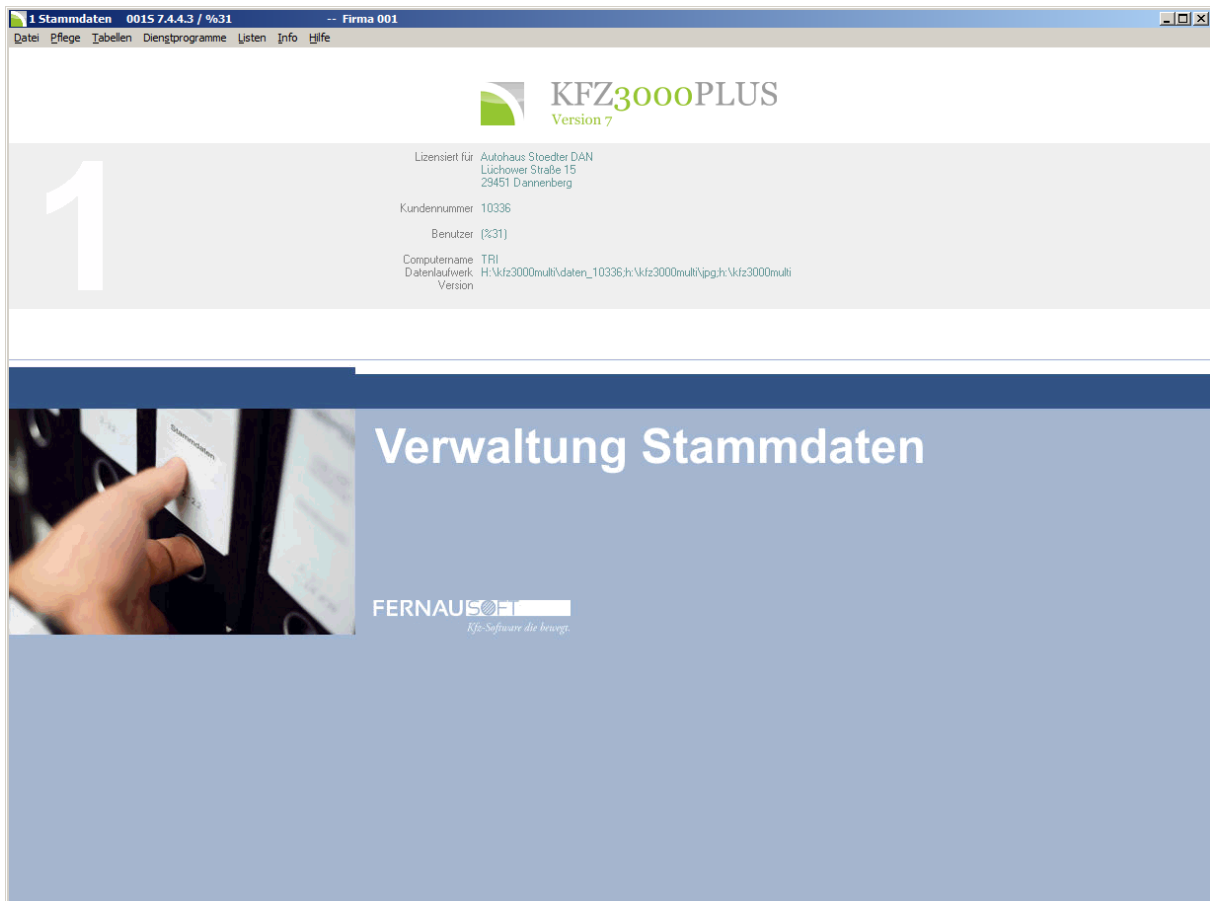 1 Stammdaten 001S 7.4.4.3 / %31 -- Firma 001
Datei Pflege Tabellen Dienstprogramme Listen Info Hilfe
KFZ3000PLUS
Version 7
1
Lizensiert für Autohaus Stoedter DAN
Lüchower Straße 15
29451 Dannenberg
Kundennummer 10336
Benutzer (%31)
Computername TRI
Datenlaufwerk H:\kfz3000multi\daten_10336;h:\kfz3000multi\jpg;h:\kfz3000multi
Version
Stammdaten
Verwaltung Stammdaten
FERNAUSOFT
Kfz-Software die bewegt.